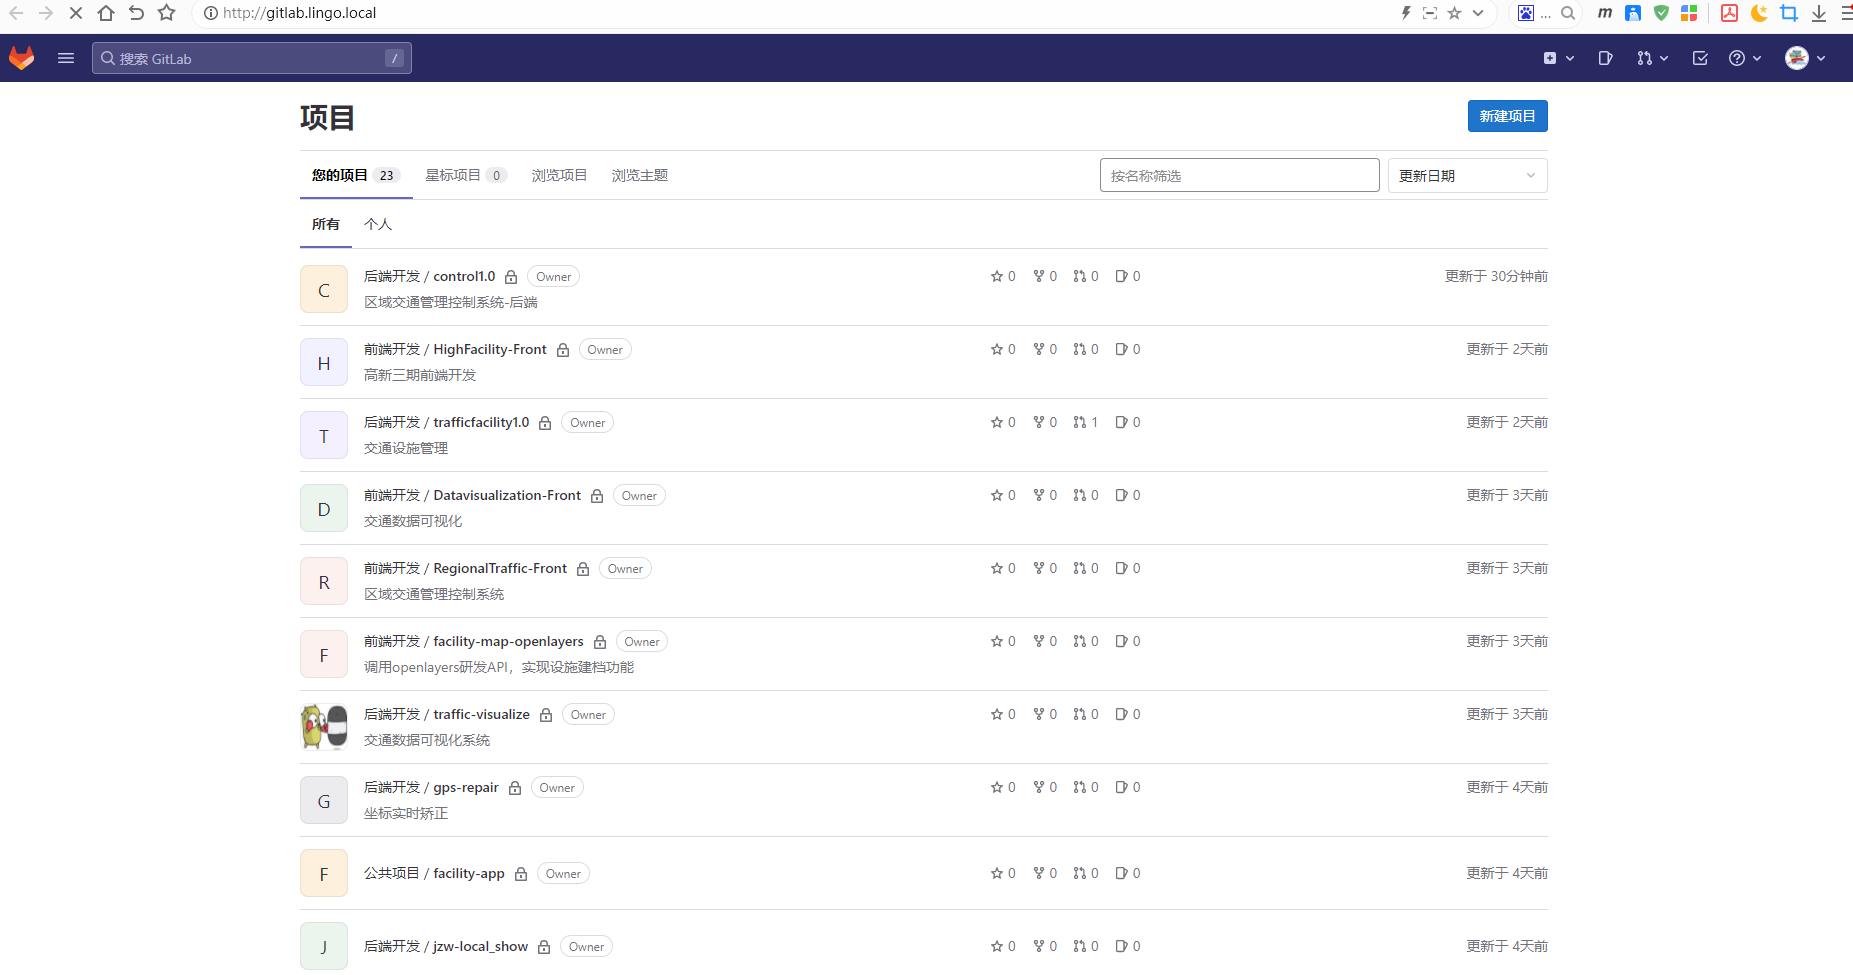 http://gitlab.lingo.local
...
m
搜索 GitLab /
项目
新建项目
您的项目 23 星标项目 0 浏览项目 浏览主题
按名称筛选 更新日期
所有 个人
C 后端开发 / control1.0 Owner 0 0 0 0 更新于 30分钟前
区域交通管理控制系统-后端
H 前端开发 / HighFacility-Front Owner 0 0 0 0 更新于 2天前
高新三期前端开发
T 后端开发 / trafficfacility1.0 Owner 0 0 1 0 更新于 2天前
交通设施管理
D 前端开发 / Datavisualization-Front Owner 0 0 0 0 更新于 3天前
交通数据可视化
R 前端开发 / RegionalTraffic-Front Owner 0 0 0 0 更新于 3天前
区域交通管理控制系统
F 前端开发 / facility-map-openlayers Owner 0 0 0 0 更新于 3天前
调用openlayers研发API，实现设施建档功能
后端开发 / traffic-visualize Owner 0 0 0 0 更新于 3天前
交通数据可视化系统
G 后端开发 / gps-repair Owner 0 0 0 0 更新于 4天前
坐标实时矫正
F 公共项目 / facility-app Owner 0 0 0 0 更新于 4天前
J 后端开发 / jzw-local_show Owner 0 0 0 0 更新于 4天前